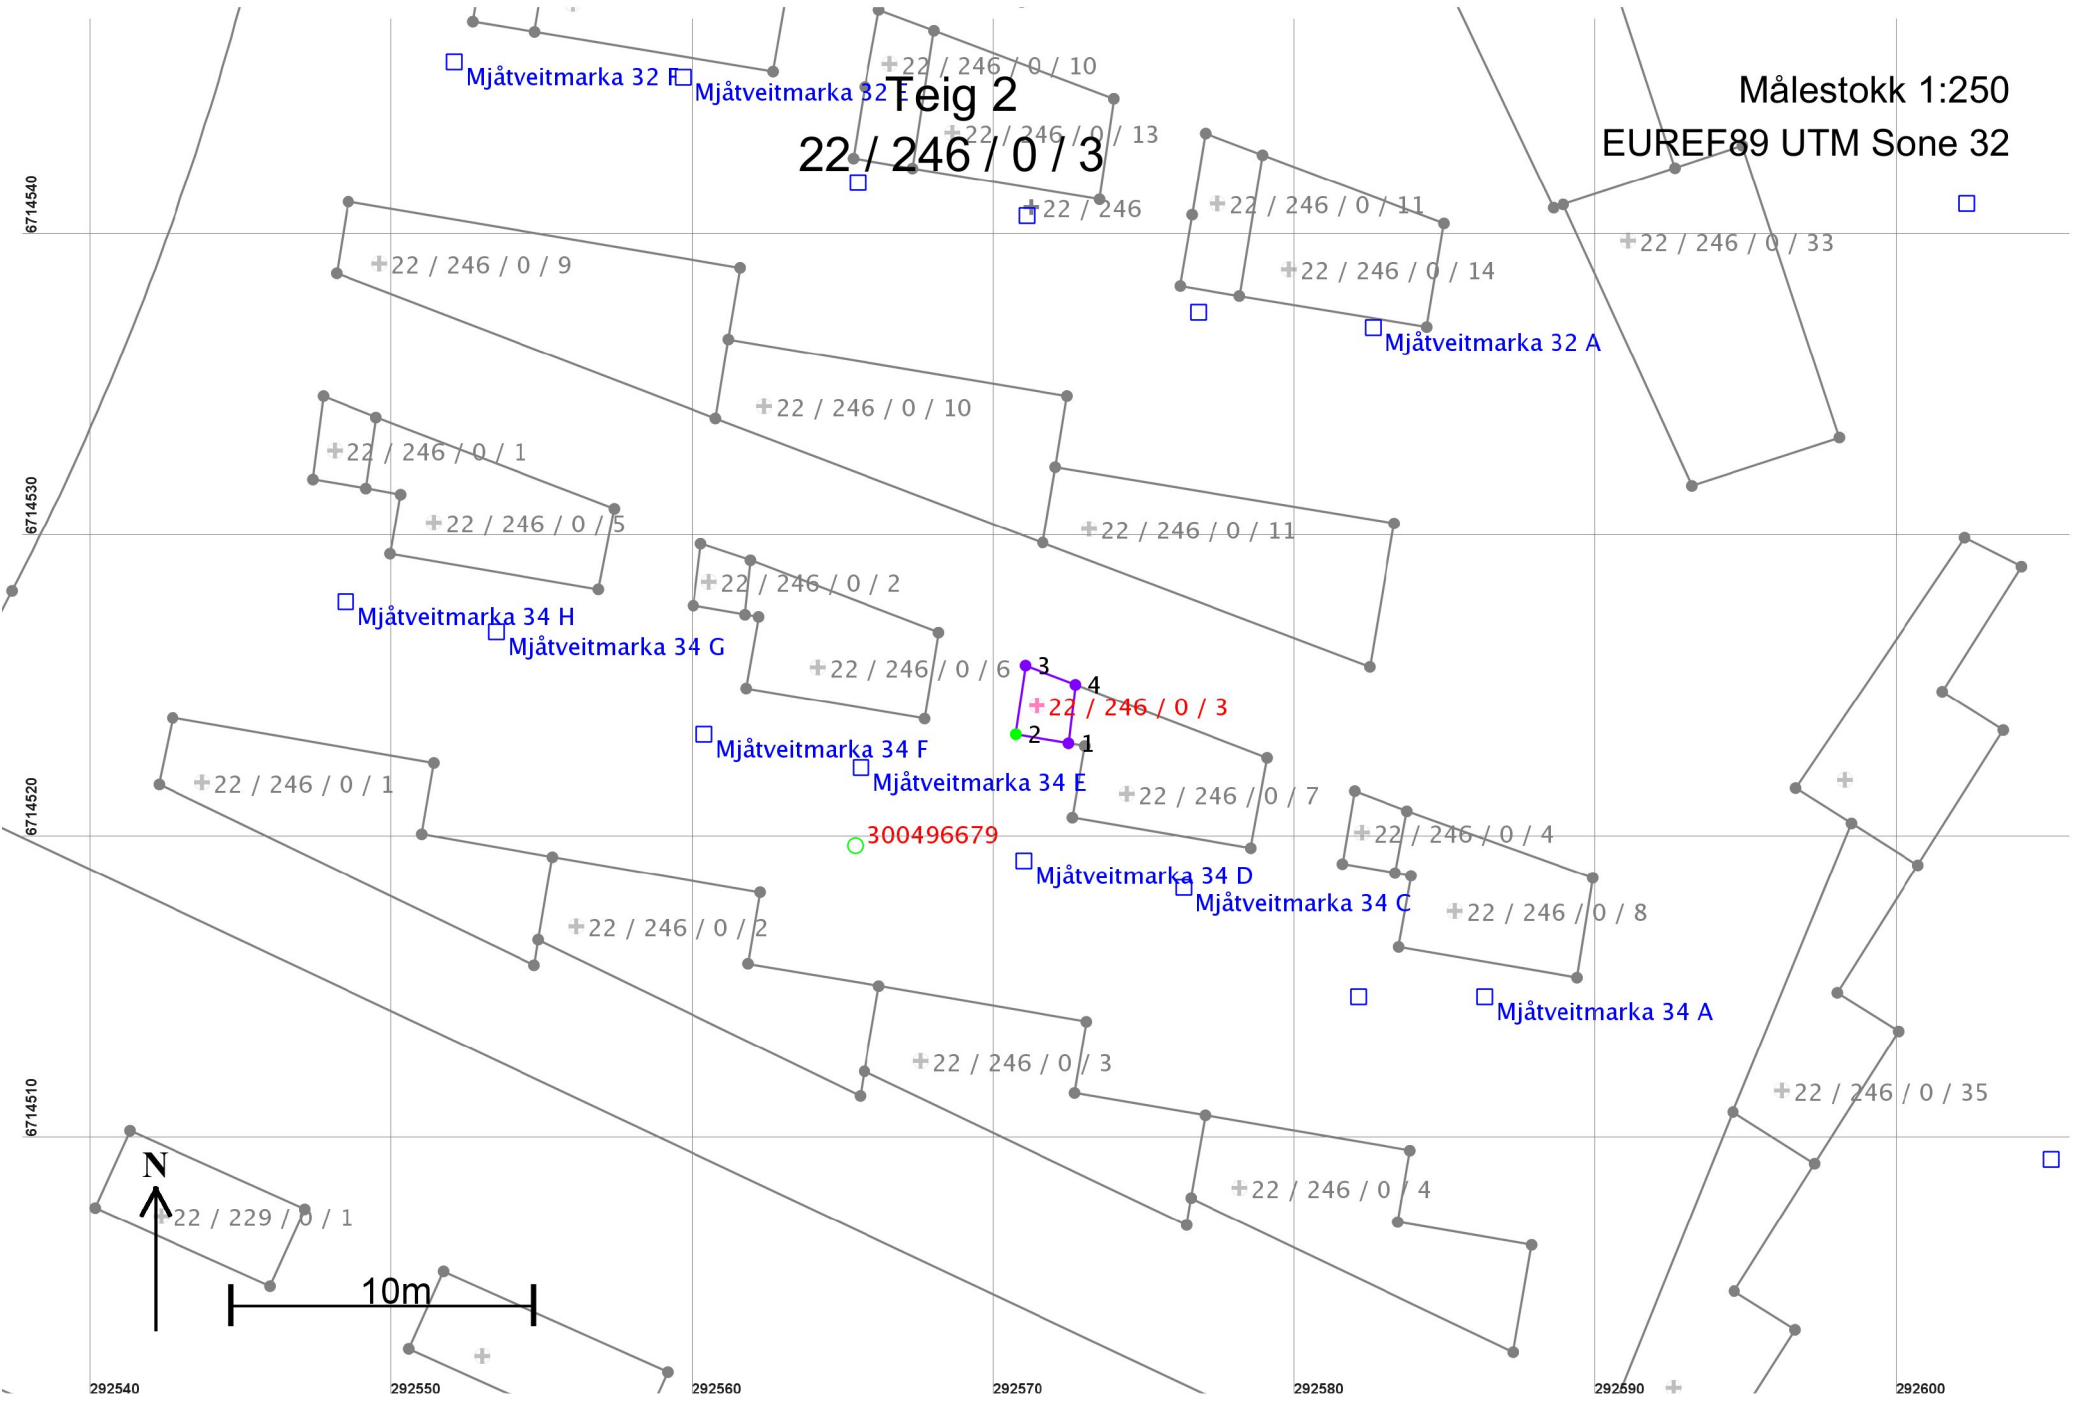 22 / 246 / 0 / 10
Mjåtveitmarka 32 F
Mjåtveitmarka 32 E
Teig 2
Målestokk 1:250
22 / 246 / 0 / 13
22 / 246 / 0 / 3
EUREF89 UTM Sone 32
6714540
22 / 246
22 / 246 / 0 / 11
22 / 246 / 0 / 33
22 / 246 / 0 / 9
22 / 246 / 0 / 14
Mjåtveitmarka 32 A
22 / 246 / 0 / 10
22 / 246 / 0 / 1
6714530
22 / 246 / 0 / 5
22 / 246 / 0 / 11
22 / 246 / 0 / 2
Mjåtveitmarka 34 H
Mjåtveitmarka 34 G
22 / 246 / 0 / 6
3
4
22 / 246 / 0 / 3
2
1
Mjåtveitmarka 34 F
Mjåtveitmarka 34 E
22 / 246 / 0 / 1
22 / 246 / 0 / 7
6714520
300496679
22 / 246 / 0 / 4
Mjåtveitmarka 34 D
Mjåtveitmarka 34 C
22 / 246 / 0 / 8
22 / 246 / 0 / 2
Mjåtveitmarka 34 A
22 / 246 / 0 / 3
22 / 246 / 0 / 35
6714510
N
22 / 246 / 0 / 4
22 / 229 / 0 / 1
10m
292540
292550
292560
292570
292580
292590
292600